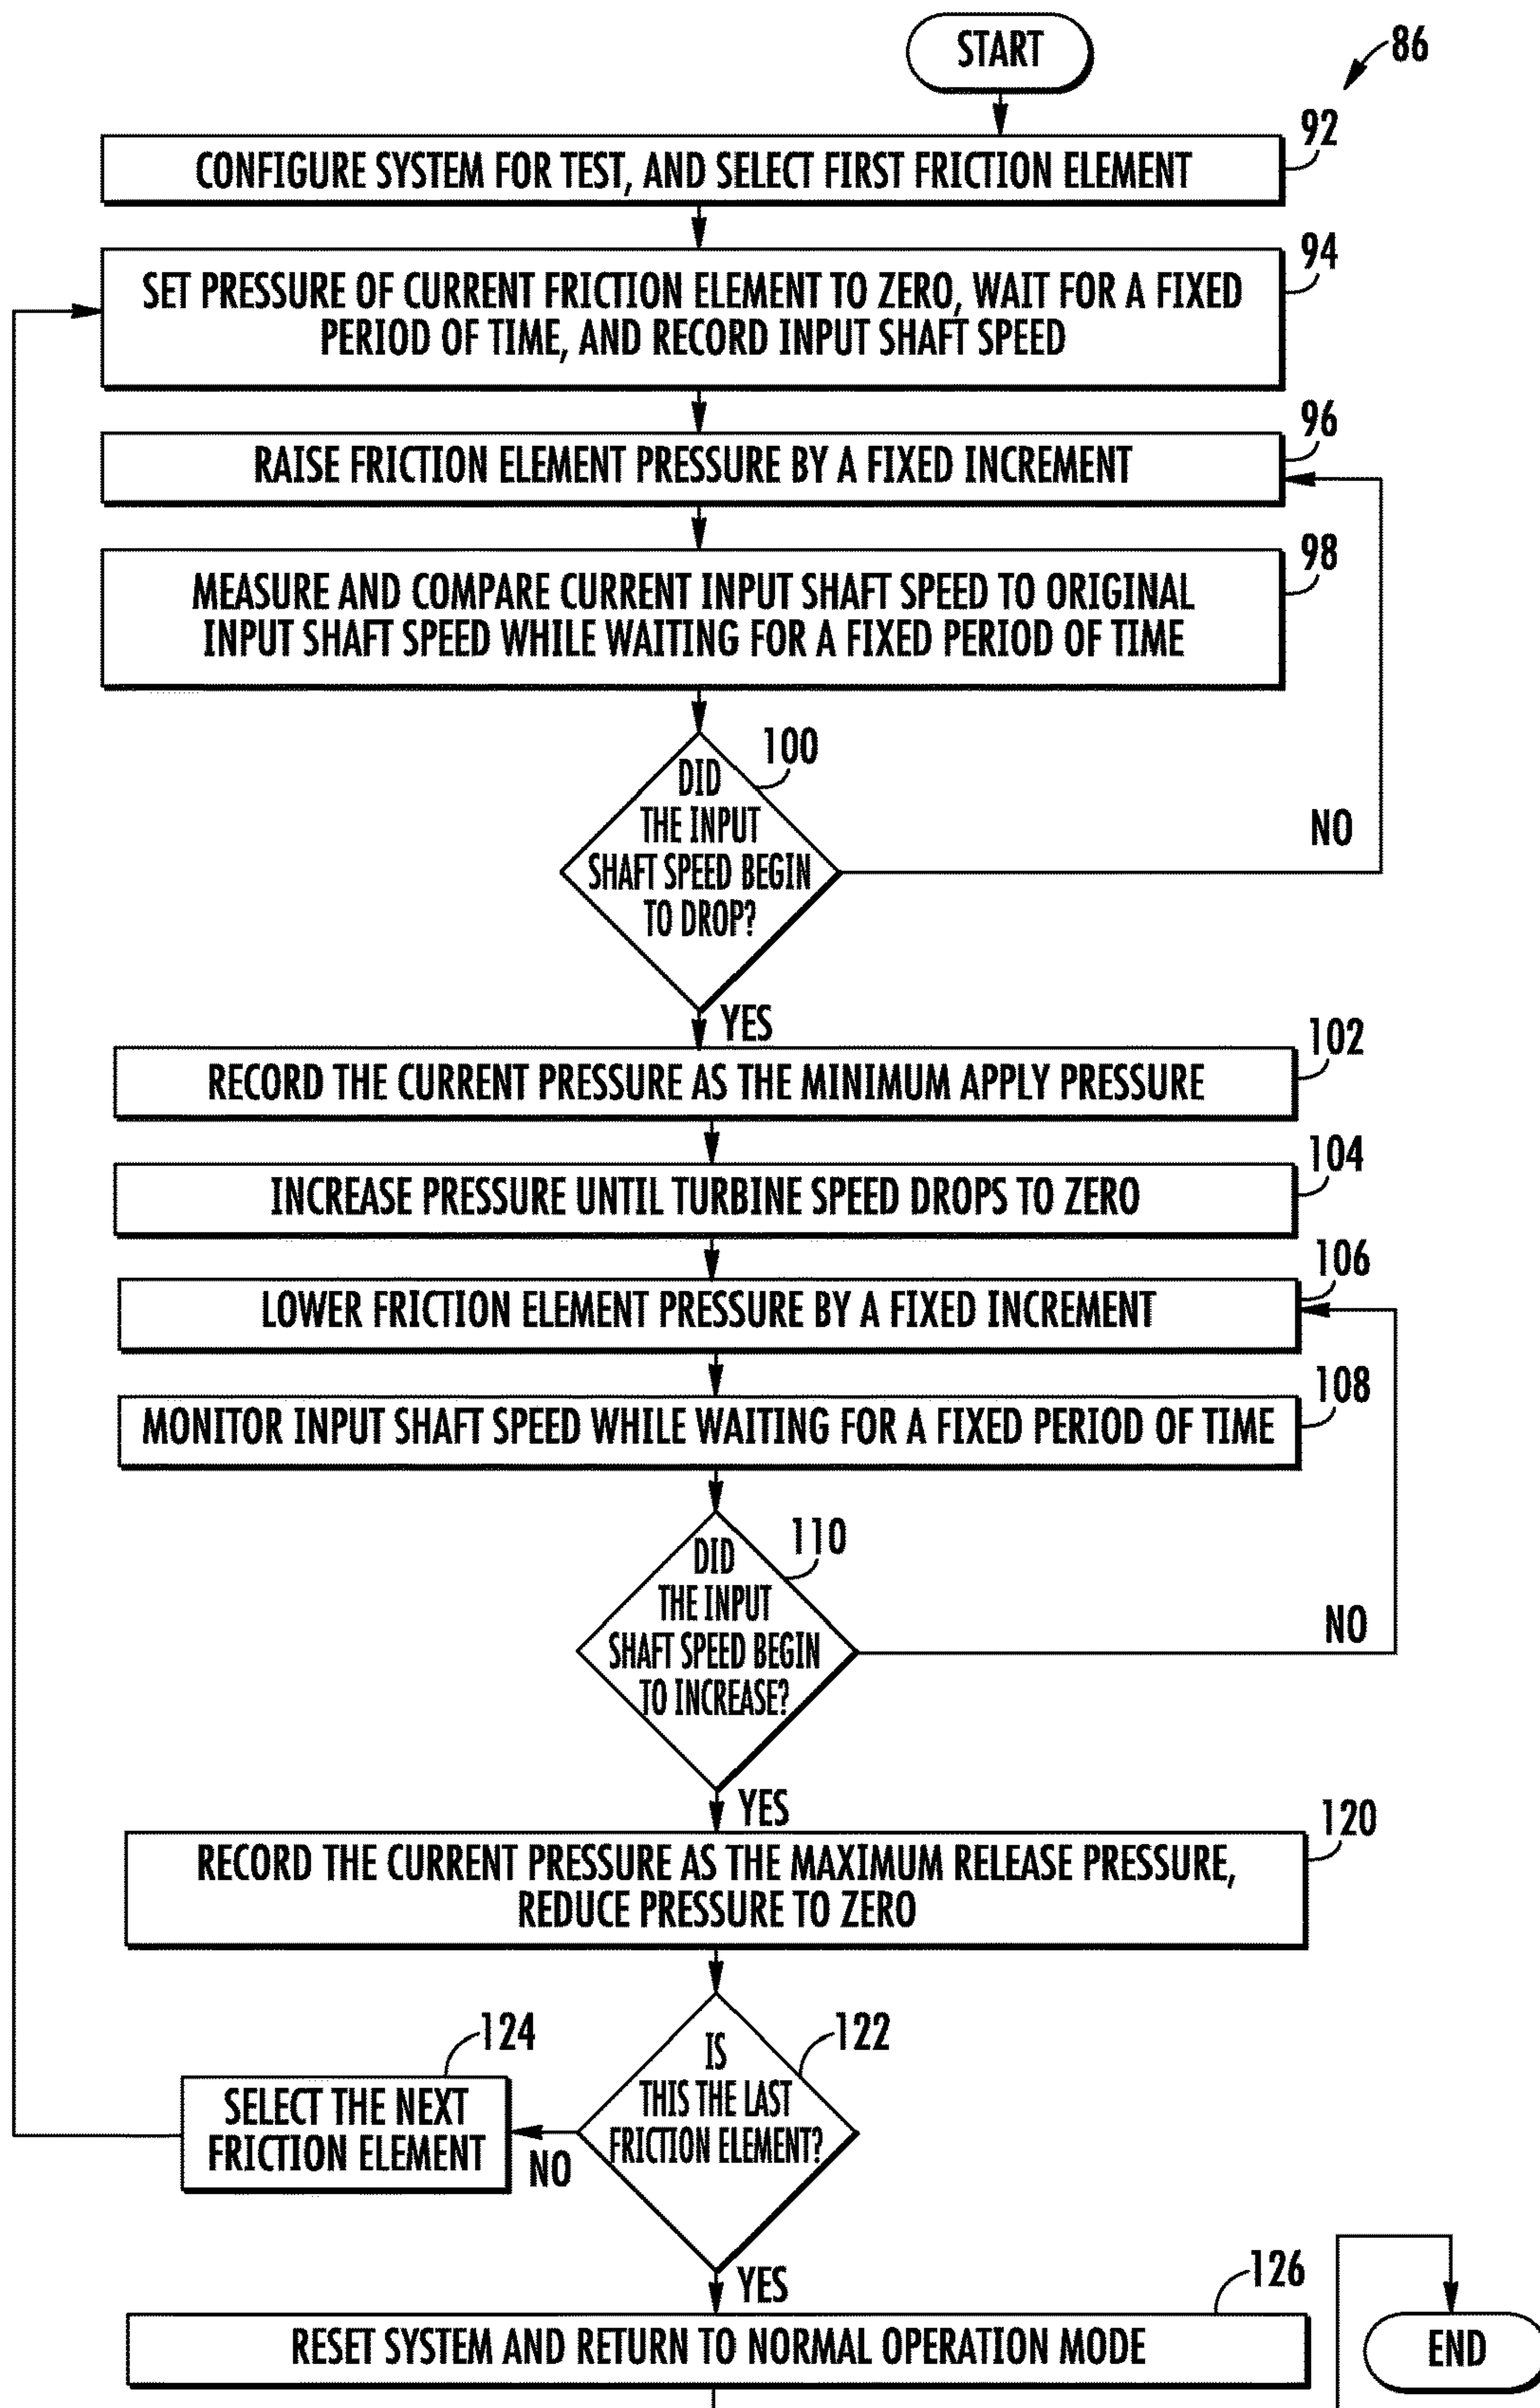 START
86
92
CONFIGURE SYSTEM FOR TEST, AND SELECT FIRST FRICTION ELEMENT
94
SET PRESSURE OF CURRENT FRICTION ELEMENT TO ZERO, WAIT FOR A FIXED
PERIOD OF TIME, AND RECORD INPUT SHAFT SPEED
96
RAISE FRICTION ELEMENT PRESSURE BY A FIXED INCREMENT
98
MEASURE AND COMPARE CURRENT INPUT SHAFT SPEED TO ORIGINAL
INPUT SHAFT SPEED WHILE WAITING FOR A FIXED PERIOD OF TIME
100
DID
THE INPUT
SHAFT SPEED BEGIN
TO DROP?
NO
YES
102
RECORD THE CURRENT PRESSURE AS THE MINIMUM APPLY PRESSURE
104
INCREASE PRESSURE UNTIL TURBINE SPEED DROPS TO ZERO
106
LOWER FRICTION ELEMENT PRESSURE BY A FIXED INCREMENT
108
MONITOR INPUT SHAFT SPEED WHILE WAITING FOR A FIXED PERIOD OF TIME
110
DID
THE INPUT
SHAFT SPEED BEGIN
TO INCREASE?
NO
YES
120
RECORD THE CURRENT PRESSURE AS THE MAXIMUM RELEASE PRESSURE,
REDUCE PRESSURE TO ZERO
122
IS
THIS THE LAST
FRICTION ELEMENT?
NO
124
SELECT THE NEXT
FRICTION ELEMENT
YES
126
RESET SYSTEM AND RETURN TO NORMAL OPERATION MODE
END